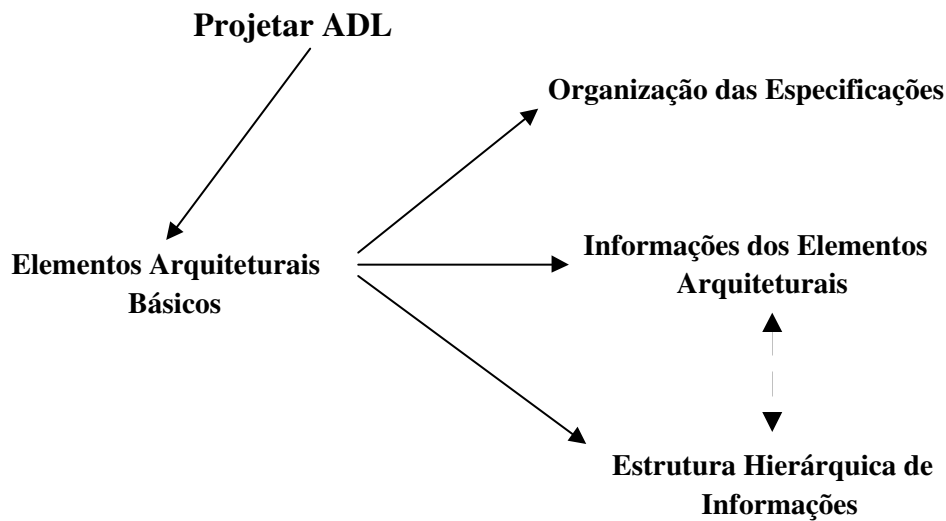 Projetar ADL
Organização das Especificações
Elementos Arquiteturais
Básicos
Informações dos Elementos
Arquiteturais
Estrutura Hierárquica de
Informações